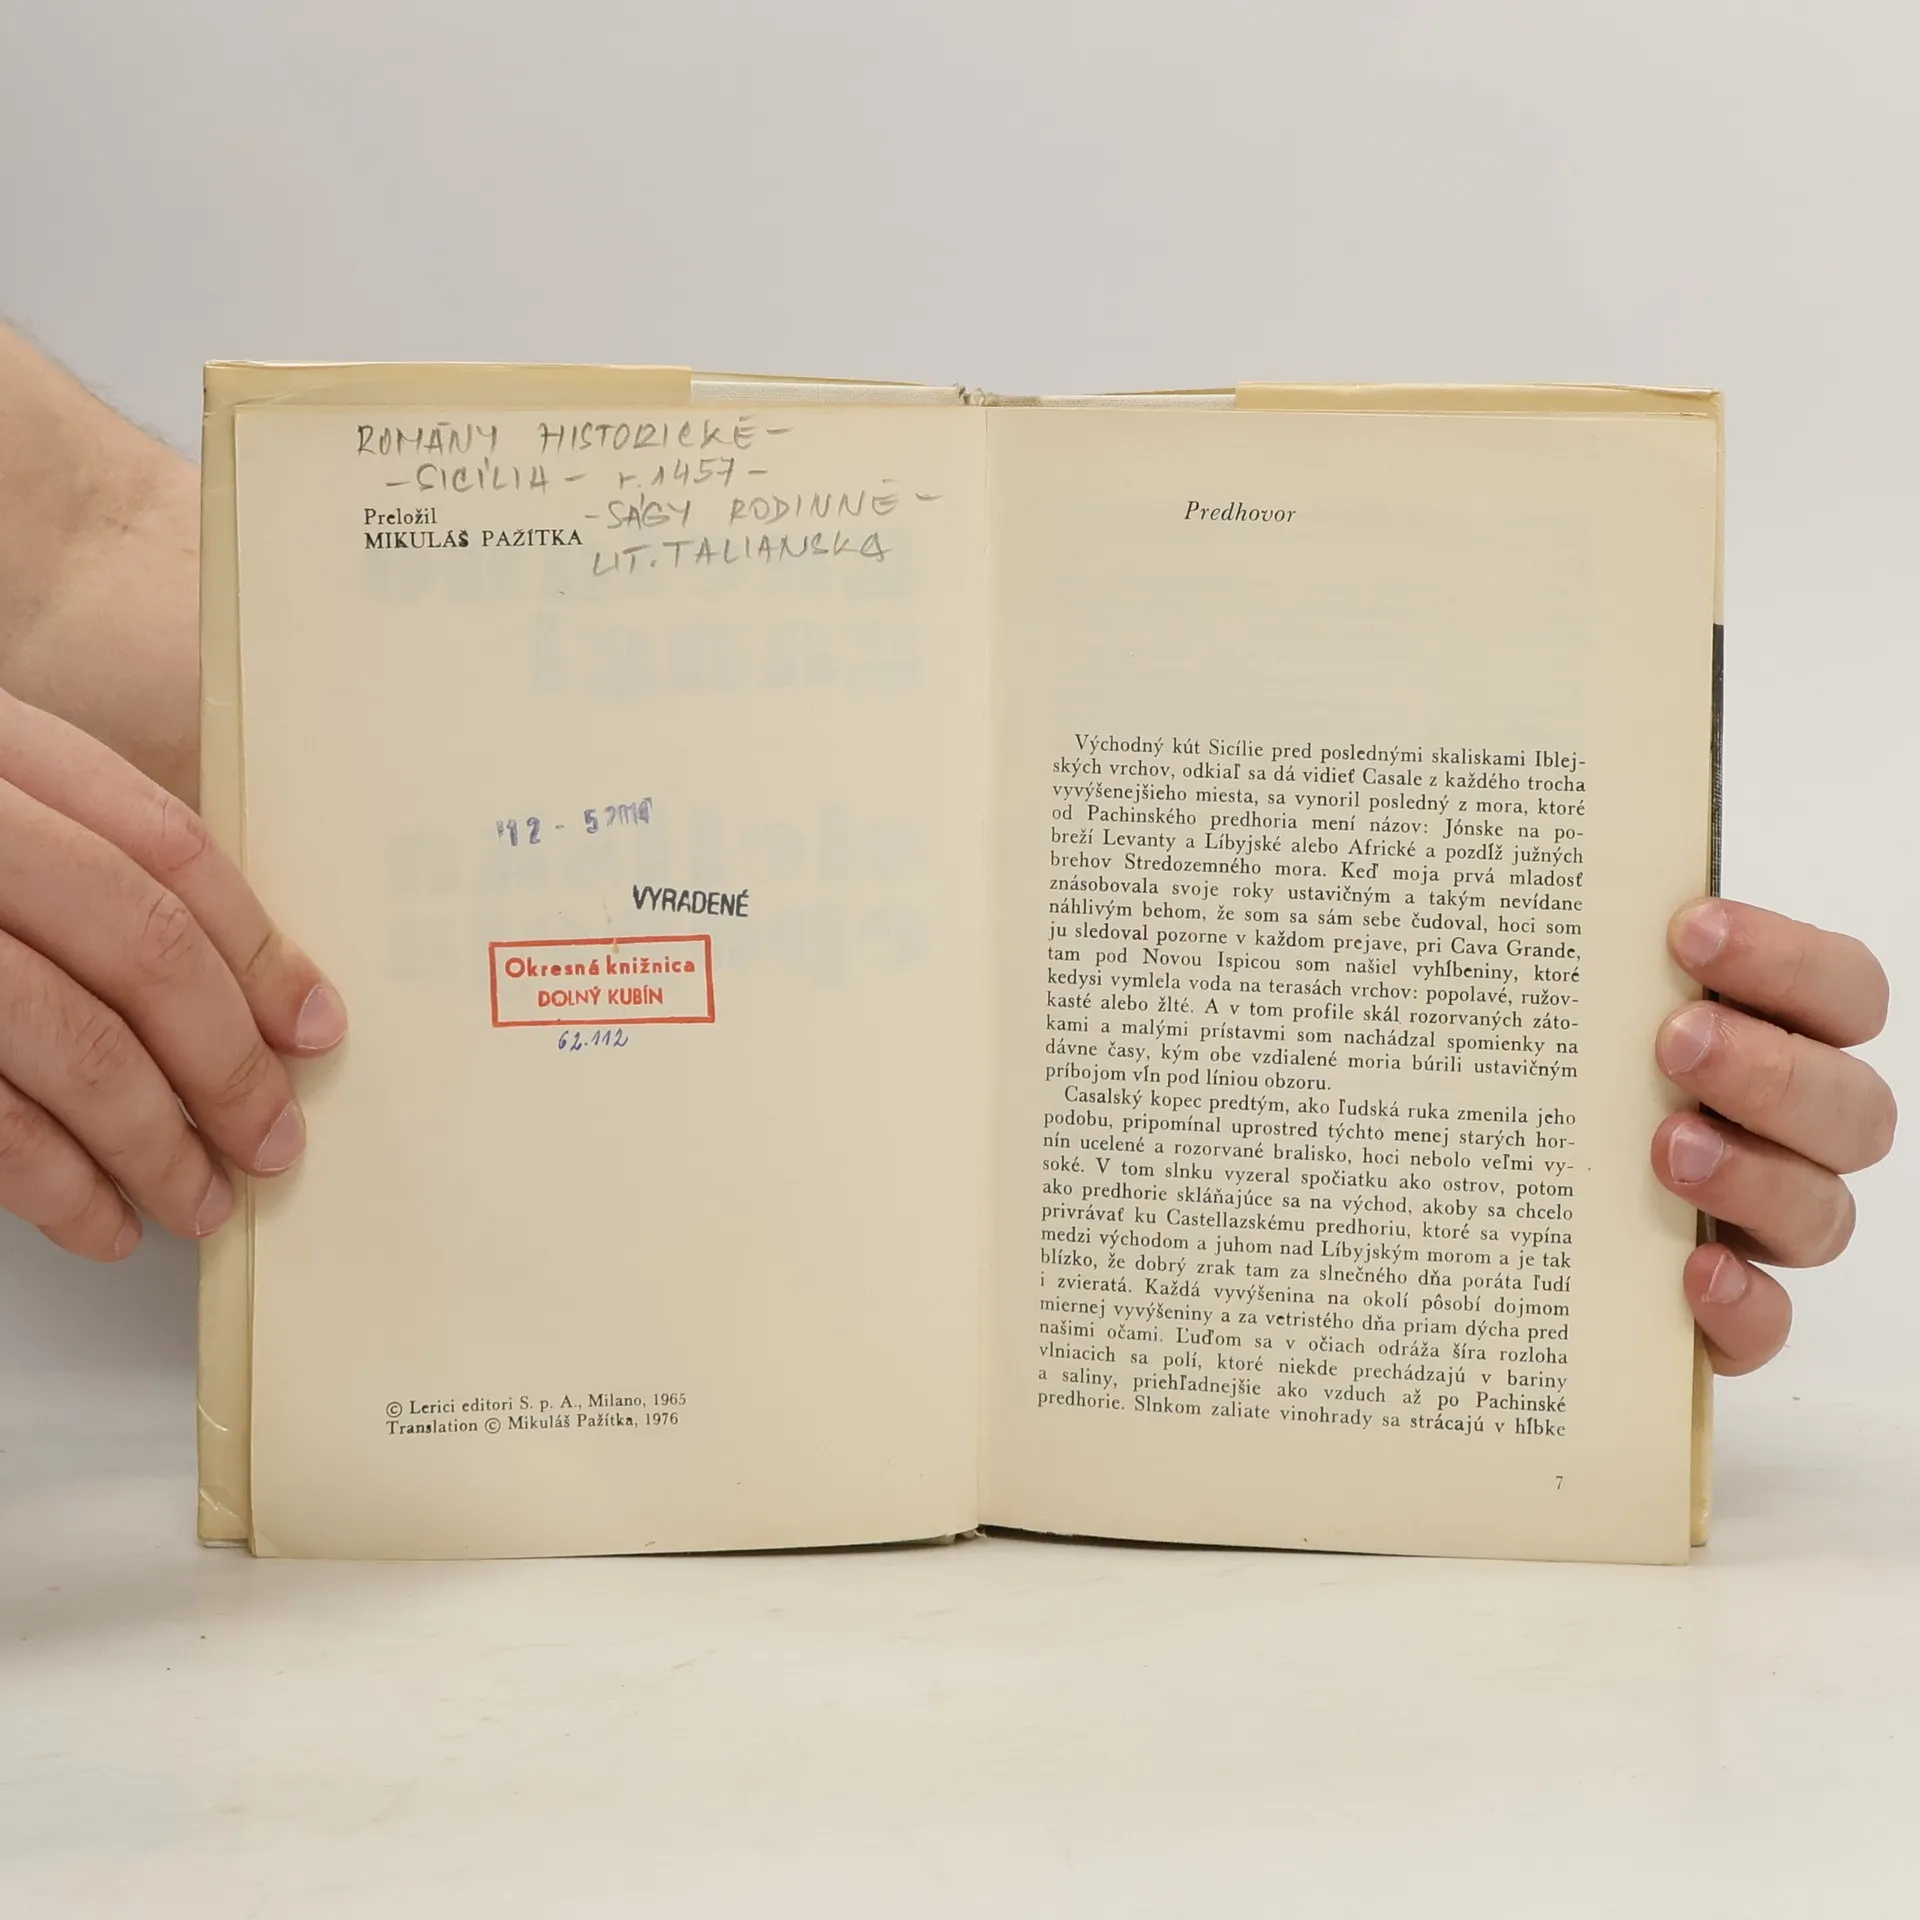 ROMÁNY HISTORICKÉ -
- SICÍLIA - r. 1457 -
- SÁGY RODINNÉ -
LIT. TALIANSKA
Preložil
MIKULÁŠ PAŽÍTKA
12 - 5
VYRADENÉ
Okresná knižnica
DOLNÝ KUBÍN
62.112
© Lerici editori S. p. A., Milano, 1965
Translation © Mikuláš Pažítka, 1976
Predhovor
Východný kút Sicílie pred poslednými skaliskami Iblej-
ských vrchov, odkiaľ sa dá vidieť Casale z každého trocha
vyvýšenejšieho miesta, sa vynoril posledný z mora, ktoré
od Pachinského predhoria mení názov: Jónske na po-
breží Levanty a Líbyjské alebo Africké a pozdĺž južných
brehov Stredozemného mora. Keď moja prvá mladosť
znásobovala svoje roky ustavičným a takým nevídane
náhlivým behom, že som sa sám sebe čudoval, hoci som
ju sledoval pozorne v každom prejave, pri Cava Grande,
tam pod Novou Ispicou som našiel vyhĺbeniny, ktoré
kedysi vymlela voda na terasách vrchov: popolavé, ružov-
kasté alebo žlté. A v tom profile skál rozorvaných záto-
kami a malými prístavmi som nachádzal spomienky na
dávne časy, kým obe vzdialené moria búrili ustavičným
príbojom vĺn pod líniou obzoru.
Casalský kopec predtým, ako ľudská ruka zmenila jeho
podobu, pripomínal uprostred týchto menej starých hor-
nín ucelené a rozorvané bralisko, hoci nebolo veľmi vy-
soké. V tom slnku vyzeral spočiatku ako ostrov, potom
ako predhorie skláňajúce sa na východ, akoby sa chcelo
privrávať ku Castellazskému predhoriu, ktoré sa vypína
medzi východom a juhom nad Líbyjským morom a je tak
blízko, že dobrý zrak tam za slnečného dňa poráta ľudí
i zvieratá. Každá vyvýšenina na okolí pôsobí dojmom
miernej vyvýšeniny a za vetristého dňa priam dýcha pred
našimi očami. Ľuďom sa v očiach odráža šíra rozloha
vlniacich sa polí, ktoré niekde prechádzajú v bariny
a saliny, priehľadnejšie ako vzduch až po Pachinské
predhorie. Slnkom zaliate vinohrady sa strácajú v hĺbke
7